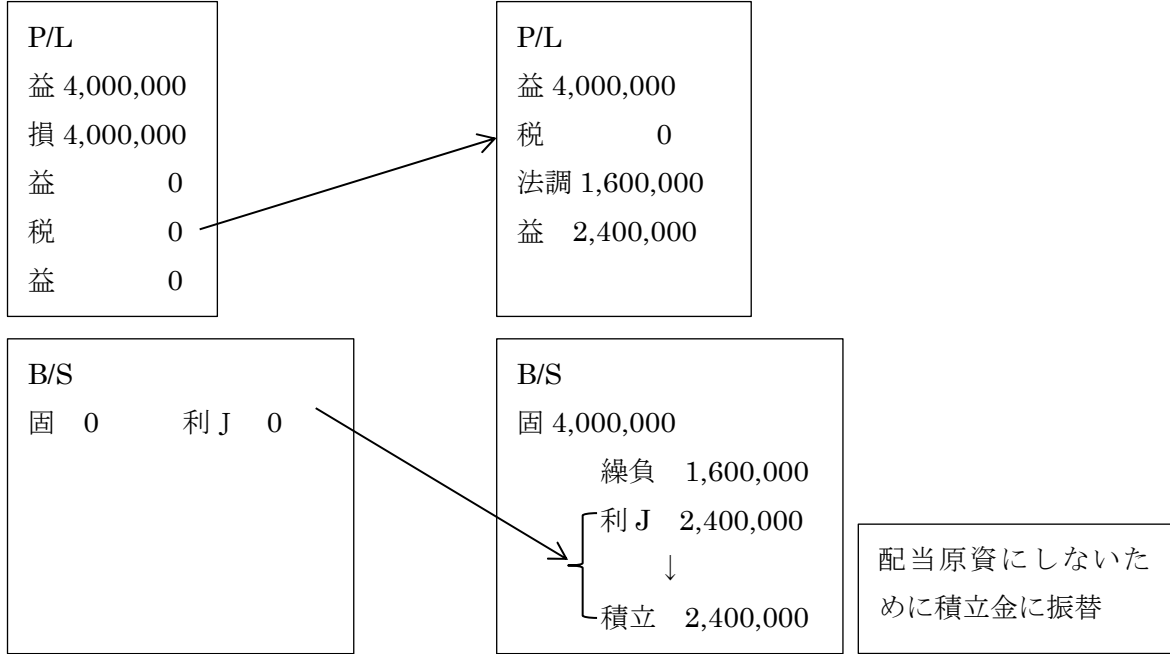 P/L
益 4,000,000
損 4,000,000
益 0
税 0
益 0
P/L
益 4,000,000
税 0
法調 1,600,000
益 2,400,000
B/S
固 0 利J 0
B/S
固 4,000,000
繰負 1,600,000
利J 2,400,000
↓
積立 2,400,000
配当原資にしないた
めに積立金に振替